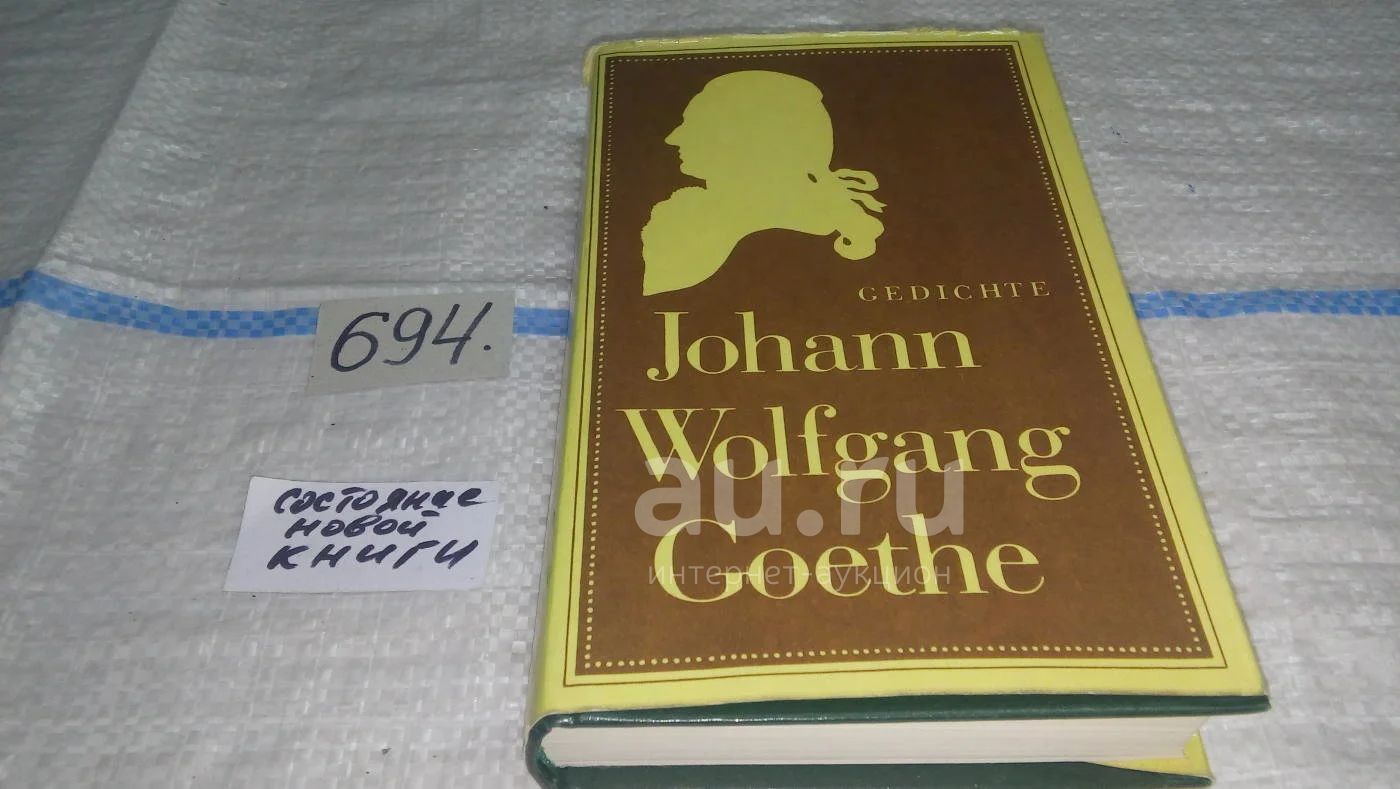 GEDICHTE
Johann
Wolfgang
Goethe
694.
состояние
новой
книги
au.ru
интернет-аукцион